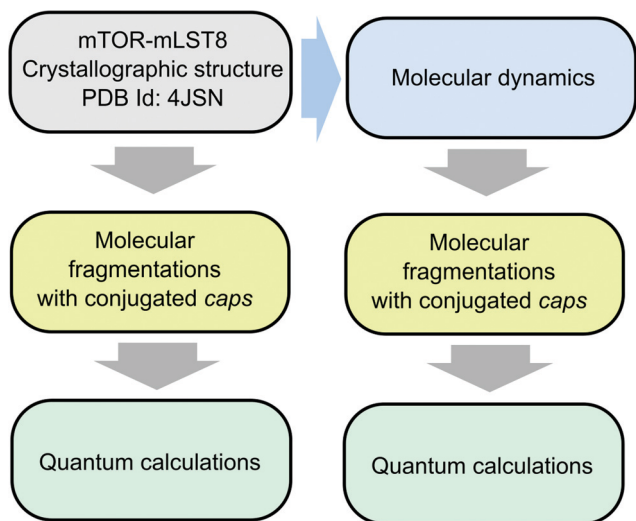 mTOR-mLST8
Crystallographic structure
PDB Id: 4JSN
Molecular dynamics
Molecular
fragmentations
with conjugated caps
Molecular
fragmentations
with conjugated caps
Quantum calculations
Quantum calculations